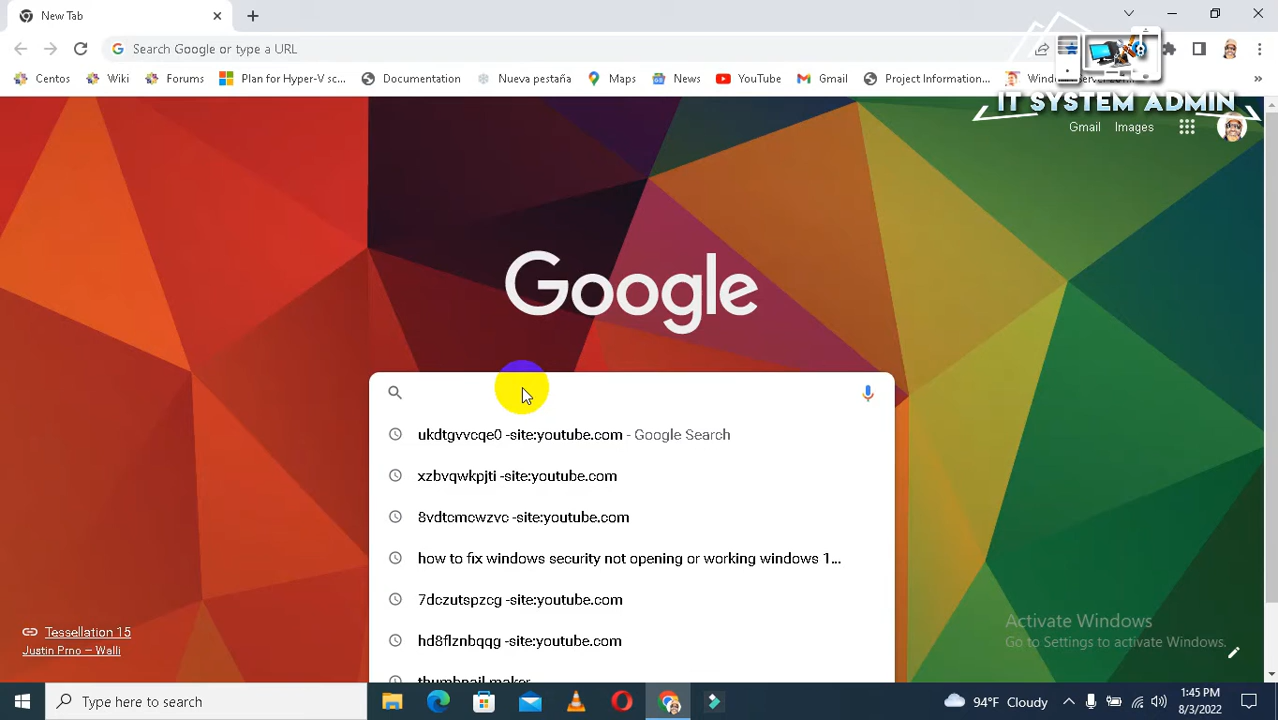 New Tab
Search Google or type a URL
Centos
Wiki
Forums
Plan for Hyper-V sc...
Documentation
Nueva pestaña
Maps
News
YouTube
Gmail
Project Information...
IT SYSTEM ADMIN
Gmail
Images
Google
ukdtgvvcqe0 -site:youtube.com - Google Search
xzbvqwkpjti -site:youtube.com
8vdtcmcwzvc -site:youtube.com
how to fix windows security not opening or working windows 1...
7dczutspzcg -site:youtube.com
hd8flznbqqg -site:youtube.com
thumbnail maker
Tessellation 15
Justin Prno – Walli
Activate Windows
Go to Settings to activate Windows.
Type here to search
94°F Cloudy
1:45 PM
8/3/2022